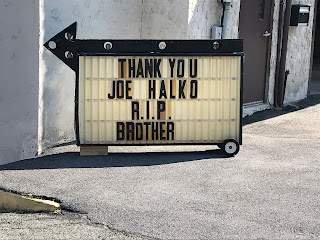 THANK YOU
JOE HALKO
R.I.P.
BROTHER